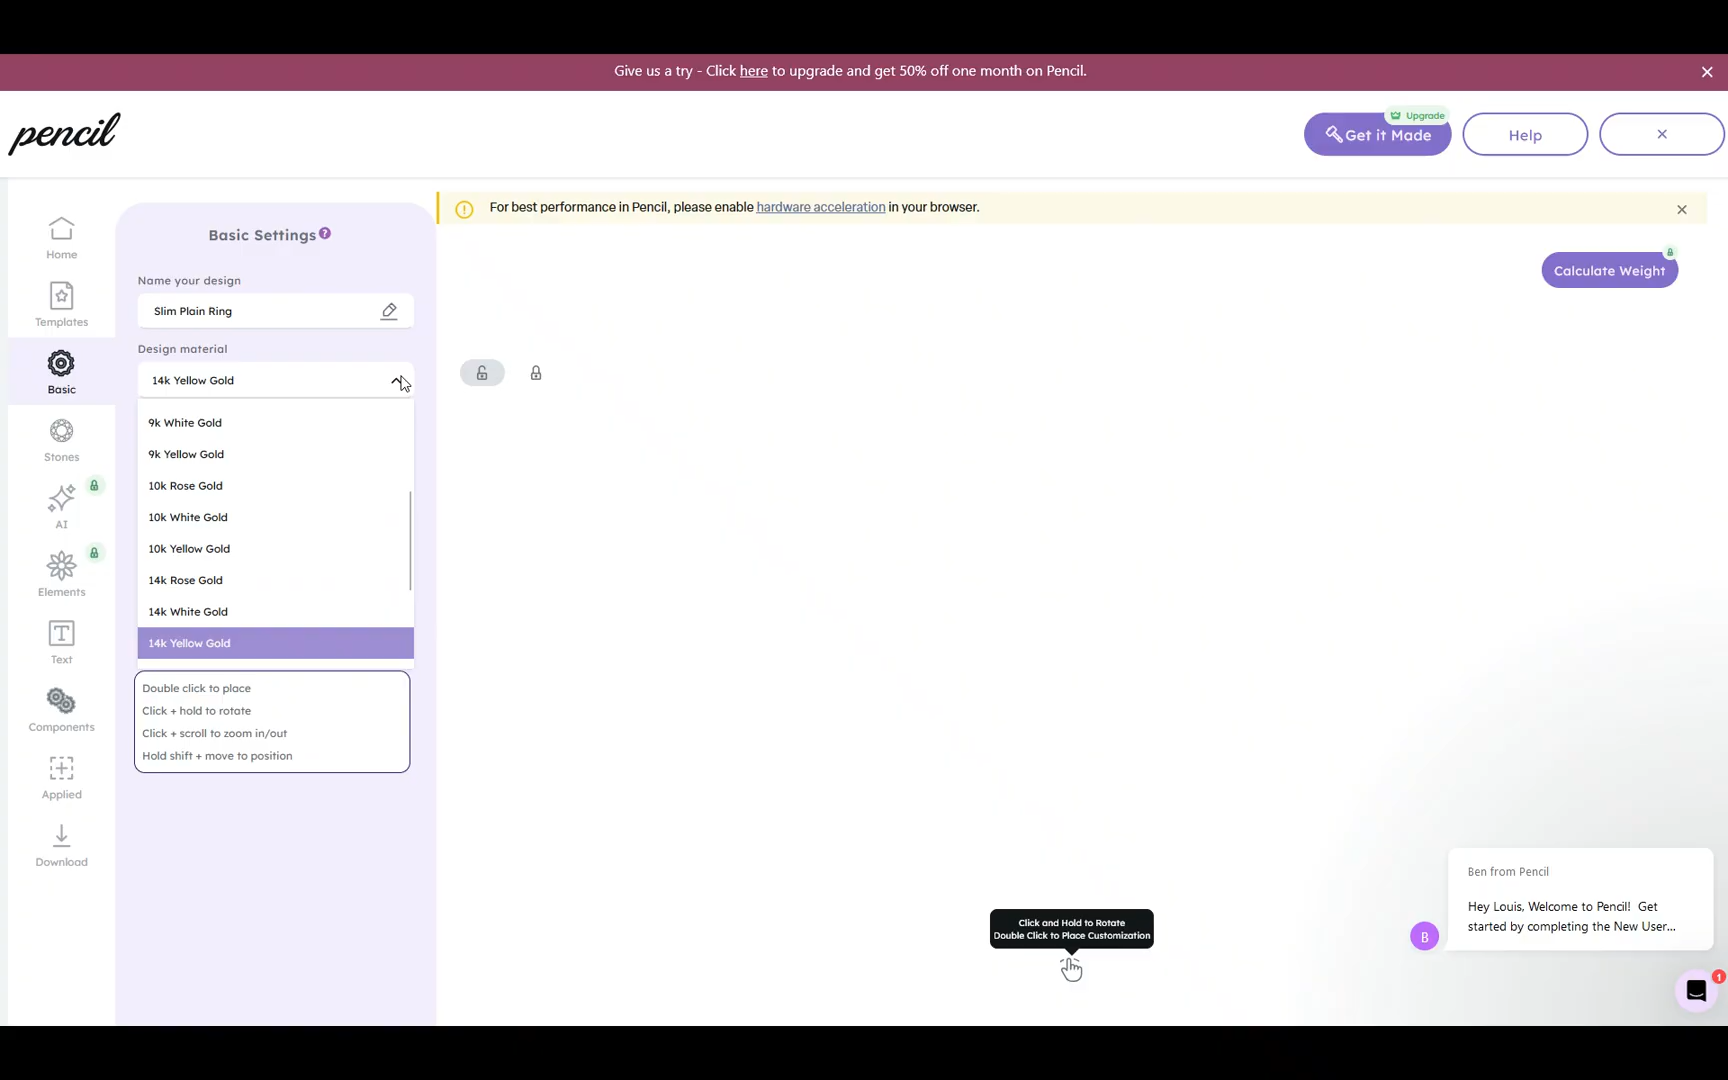 Give us a try - Click here to upgrade and get 50% off one month on Pencil.
pencil
Upgrade
Get it Made
Help
For best performance in Pencil, please enable hardware acceleration in your browser.
Home
Templates
Basic
Stones
AI
Elements
Text
Components
Applied
Download
Basic Settings
?
Name your design
Slim Plain Ring
Design material
14k Yellow Gold
9k White Gold
9k Yellow Gold
10k Rose Gold
10k White Gold
10k Yellow Gold
14k Rose Gold
14k White Gold
14k Yellow Gold
Double click to place
Click + hold to rotate
Click + scroll to zoom in/out
Hold shift + move to position
Calculate Weight
Click and Hold to Rotate
Double Click to Place Customization
Ben from Pencil
Hey Louis, Welcome to Pencil! Get
started by completing the New User...
B
1